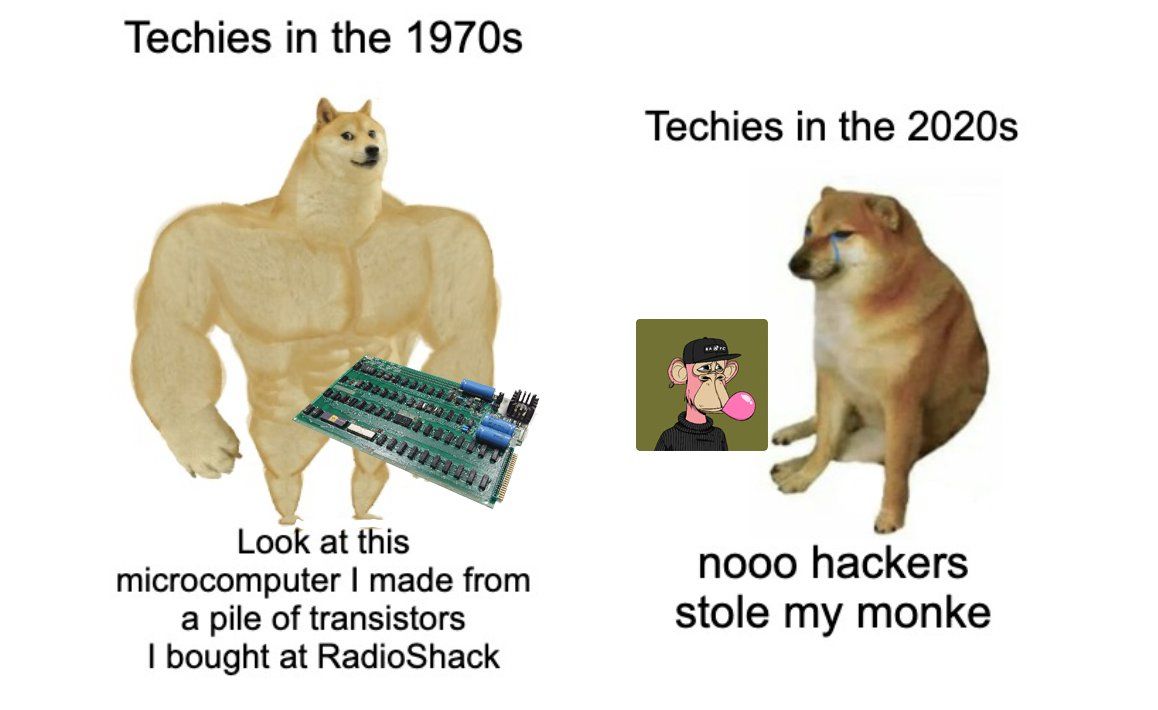 Techies in the 1970s
Techies in the 2020s
Look at this
microcomputer I made from
a pile of transistors
I bought at RadioShack
nooo hackers
stole my monke